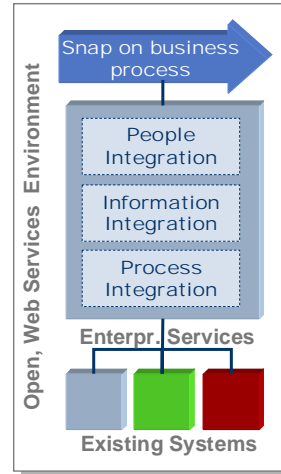 Snap on business
process
Open, Web Services Environment
People
Integration
Information
Integration
Process
Integration
Enterpr. Services
Existing Systems